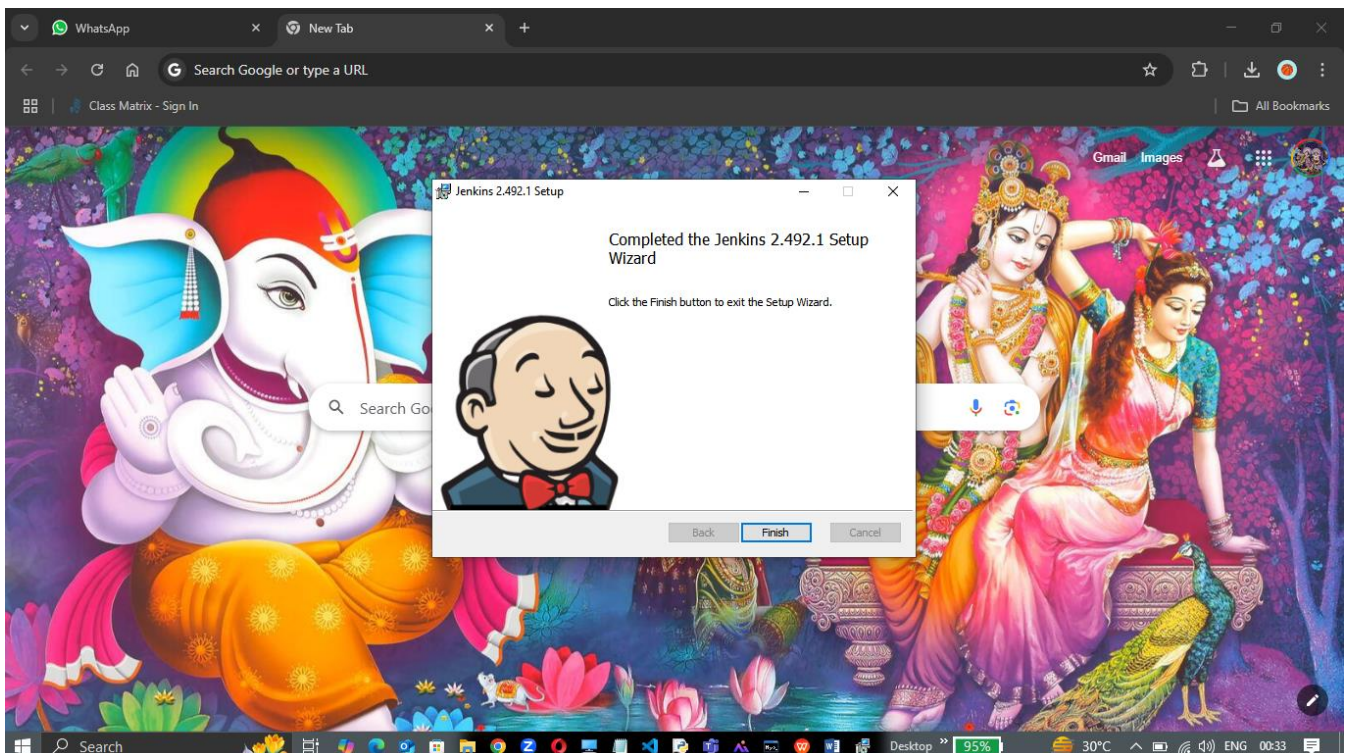 WhatsApp
New Tab
Search Google or type a URL
Class Matrix - Sign In
All Bookmarks
Gmail Images
Jenkins 2.492.1 Setup
Completed the Jenkins 2.492.1 Setup
Wizard
Click the Finish button to exit the Setup Wizard.
Search Go
Back Finish Cancel
Search
Desktop
95%
30°C
ENG 00:33